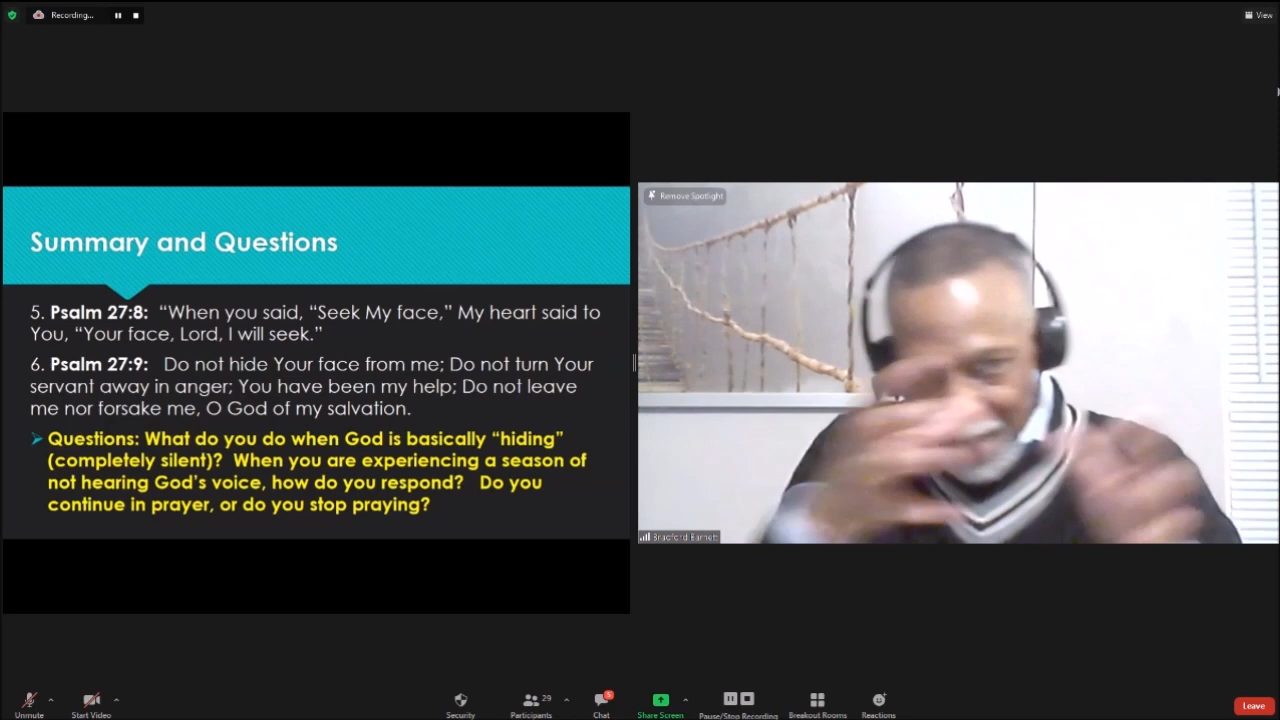 Recording...
View
Remove Spotlight
Summary and Questions
5. Psalm 27:8:  “When you said, “Seek My face,” My heart said to
You, “Your face, Lord, I will seek.”
6. Psalm 27:9:   Do not hide Your face from me; Do not turn Your
servant away in anger; You have been my help; Do not leave
me nor forsake me, O God of my salvation.
Questions: What do you do when God is basically “hiding”
(completely silent)?  When you are experiencing a season of
not hearing God’s voice, how do you respond?   Do you
continue in prayer, or do you stop praying?
Bradford Barnett
Unmute
Start Video
Security
Participants
29
Chat
5
Share Screen
Pause/Stop Recording
Breakout Rooms
Reactions
Leave